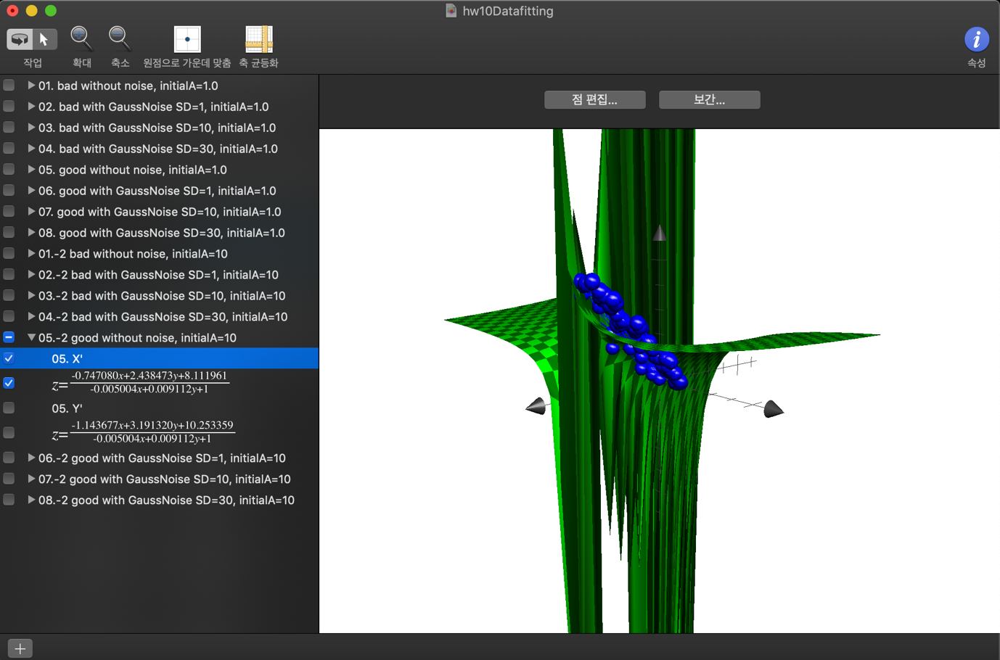 hw10Datafitting
작업
확대
축소
원점으로 가운데 맞춤
축 균등화
속성
점 편집...
보간...
01. bad without noise, initialA=1.0
02. bad with GaussNoise SD=1, initialA=1.0
03. bad with GaussNoise SD=10, initialA=1.0
04. bad with GaussNoise SD=30, initialA=1.0
05. good without noise, initialA=1.0
06. good with GaussNoise SD=1, initialA=1.0
07. good with GaussNoise SD=10, initialA=1.0
08. good with GaussNoise SD=30, initialA=1.0
01.-2 bad without noise, initialA=10
02.-2 bad with GaussNoise SD=1, initialA=10
03.-2 bad with GaussNoise SD=10, initialA=10
04.-2 bad with GaussNoise SD=30, initialA=10
05.-2 good without noise, initialA=10
05. X'
-0.747080x+2.438473y+8.111961
z=
-0.005004x+0.009112y+1
05. Y'
-1.143677x+3.191320y+10.253359
z=
-0.005004x+0.009112y+1
06.-2 good with GaussNoise SD=1, initialA=10
07.-2 good with GaussNoise SD=10, initialA=10
08.-2 good with GaussNoise SD=30, initialA=10